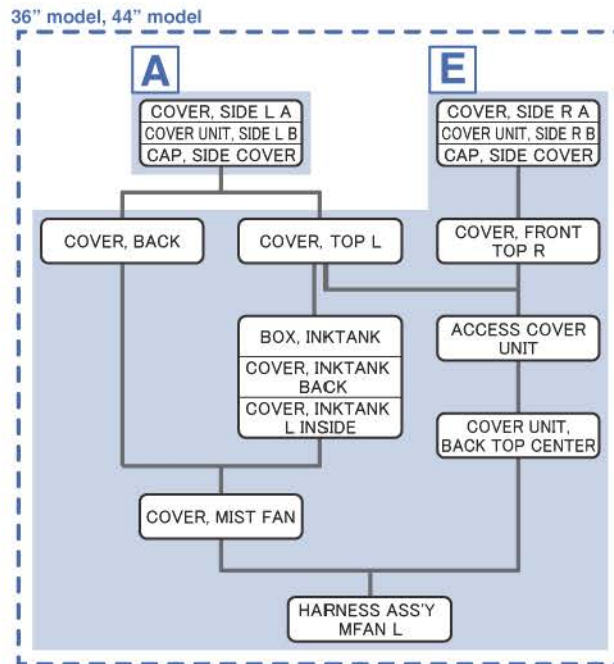 36” model, 44” model
A
E
COVER, SIDE L A
COVER UNIT, SIDE L B
CAP, SIDE COVER
COVER, SIDE R A
COVER UNIT, SIDE R B
CAP, SIDE COVER
COVER, BACK
COVER, TOP L
COVER, FRONT
TOP R
BOX, INKTANK
COVER, INKTANK
BACK
COVER, INKTANK
L INSIDE
ACCESS COVER
UNIT
COVER UNIT,
BACK TOP CENTER
COVER, MIST FAN
HARNESS ASS'Y
MFAN L